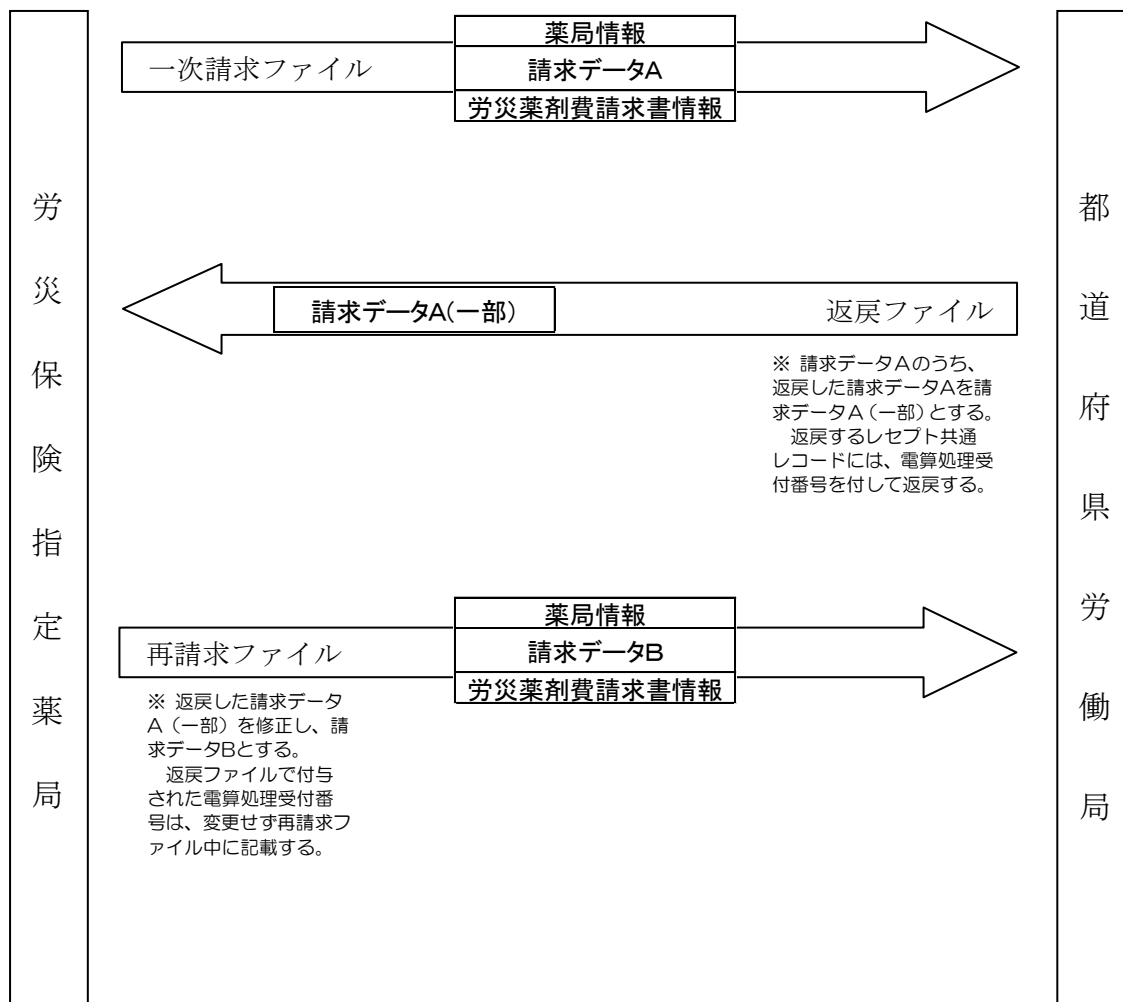 労災保険指定薬局
薬局情報
一次請求ファイル
請求データA
労災薬剤費請求書情報
請求データA(一部)
返戻ファイル
※ 請求データAのうち、
返戻した請求データAを請
求データA(一部)とする。
返戻するレセプト共通
レコードには、電算処理受
付番号を付して返戻する。
薬局情報
再請求ファイル
請求データB
労災薬剤費請求書情報
※ 返戻した請求データ
A(一部)を修正し、請
求データBとする。
返戻ファイルで付与
された電算処理受付番
号は、変更せず再請求フ
ァイル中に記載する。
都道府県労働局